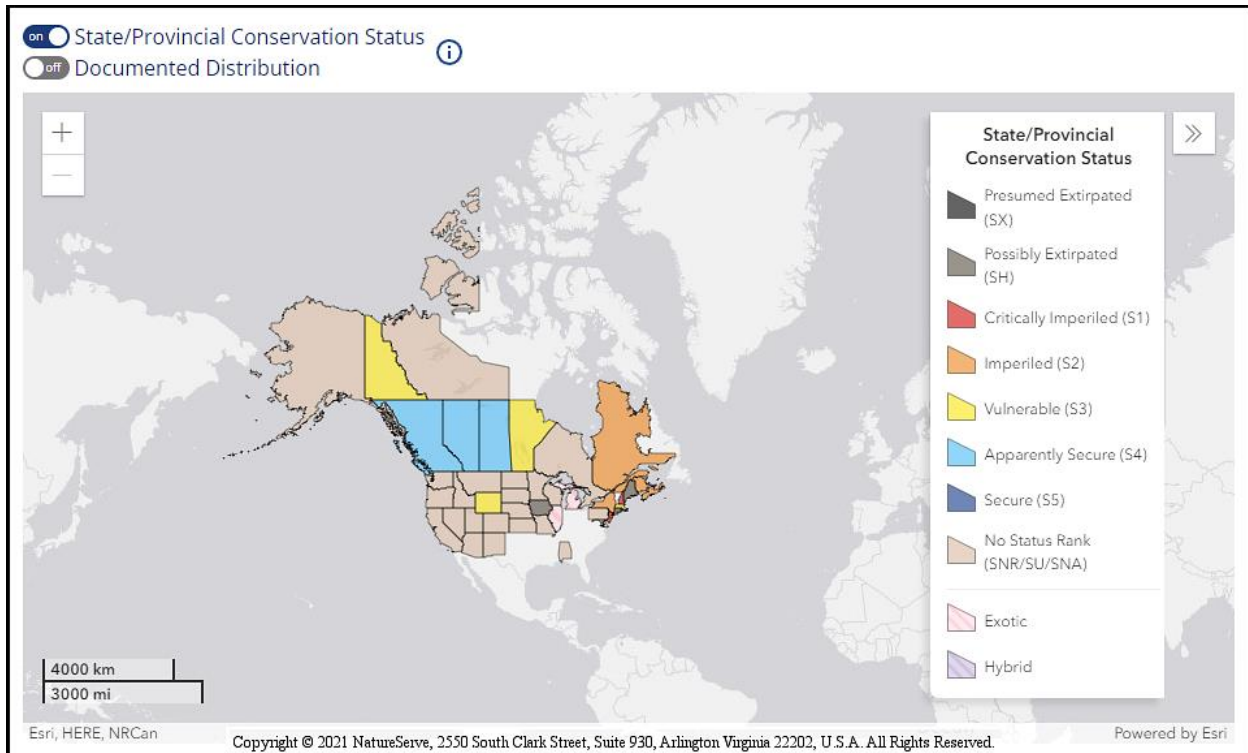 on State/Provincial Conservation Status
off Documented Distribution
+
−
State/Provincial
Conservation Status
Presumed Extirpated
(SX)
Possibly Extirpated
(SH)
Critically Imperiled (S1)
Imperiled (S2)
Vulnerable (S3)
Apparently Secure (S4)
Secure (S5)
No Status Rank
(SNR/SU/SNA)
Exotic
Hybrid
4000 km
3000 mi
Esri, HERE, NRCan
Copyright © 2021 NatureServe, 2550 South Clark Street, Suite 930, Arlington Virginia 22202, U.S.A. All Rights Reserved.
Powered by Esri